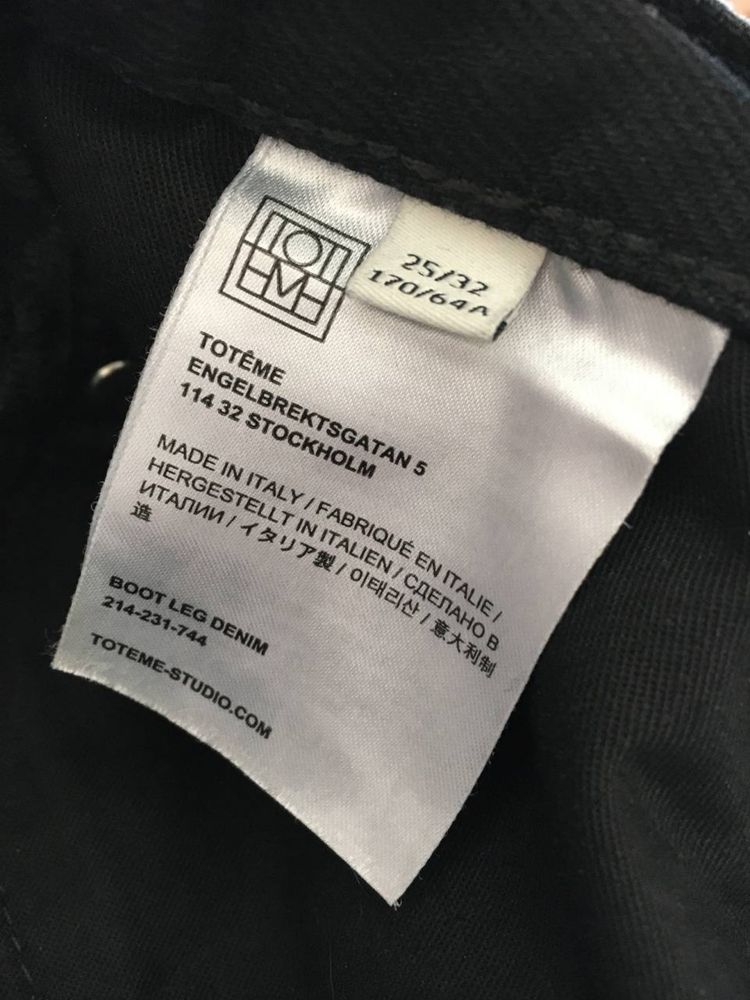 TOT
EME
25/32
170/64A
TOTÊME
ENGELBREKTSGATAN 5
114 32 STOCKHOLM
MADE IN ITALY / FABRIQUÉ EN ITALIE /
HERGESTELLT IN ITALIEN / СДЕЛАНО В
ИТАЛИИ / イタリア製 / 이태리산 / 意大利制
造
BOOT LEG DENIM
214-231-744
TOTEME-STUDIO.COM